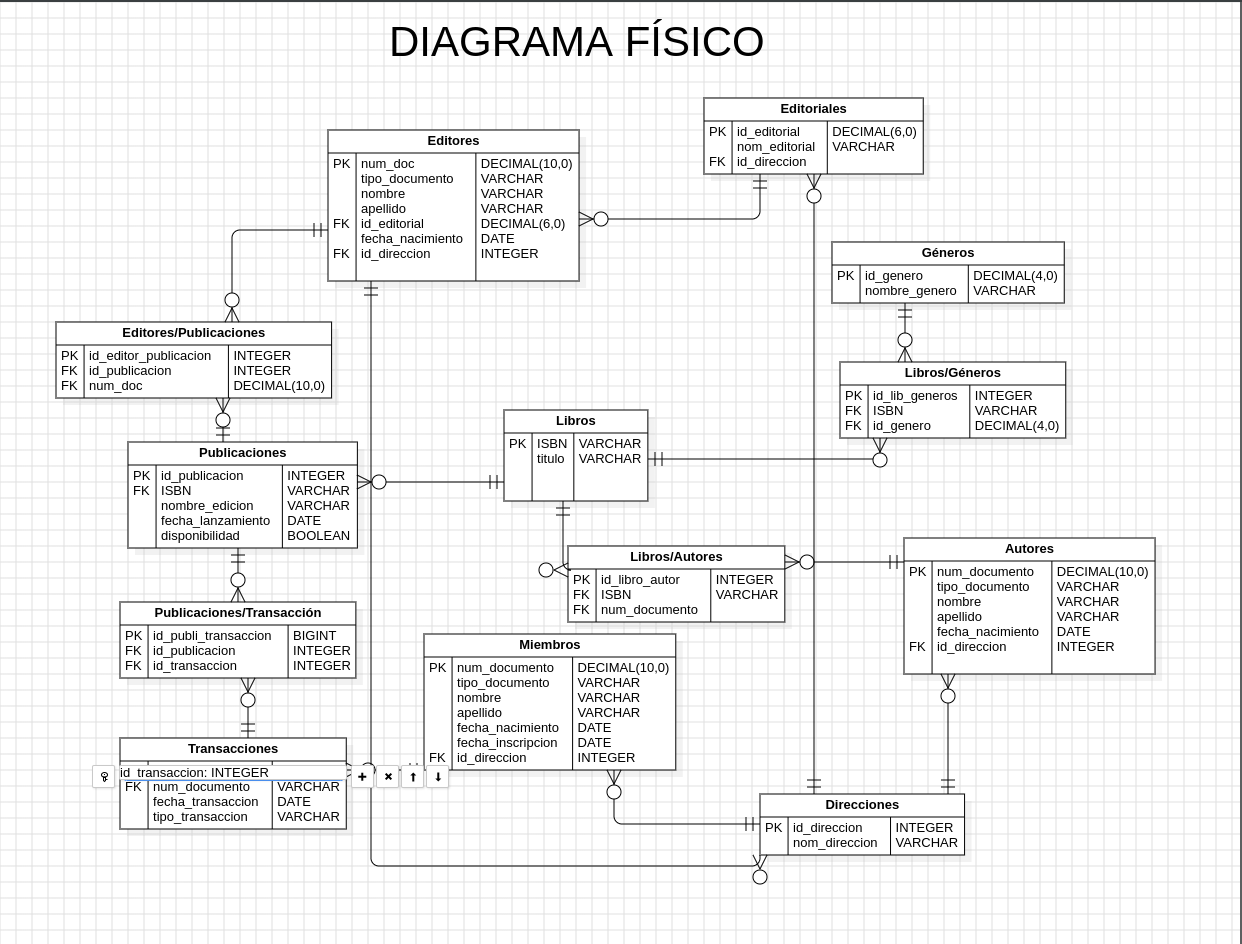 DIAGRAMA FÍSICO
Editoriales
PK id_editorial DECIMAL(6,0)
nom_editorial VARCHAR
FK id_direccion
Editores
PK num_doc DECIMAL(10,0)
tipo_documento VARCHAR
nombre VARCHAR
apellido VARCHAR
FK id_editorial DECIMAL(6,0)
fecha_nacimiento DATE
FK id_direccion INTEGER
Géneros
PK id_genero DECIMAL(4,0)
nombre_genero VARCHAR
Editores/Publicaciones
PK id_editor_publicacion INTEGER
FK id_publicacion INTEGER
FK num_doc DECIMAL(10,0)
Libros/Géneros
PK id_lib_generos INTEGER
FK ISBN VARCHAR
FK id_genero DECIMAL(4,0)
Libros
PK ISBN VARCHAR
titulo VARCHAR
Publicaciones
PK id_publicacion INTEGER
FK ISBN VARCHAR
nombre_edicion VARCHAR
fecha_lanzamiento DATE
disponibilidad BOOLEAN
Libros/Autores
PK id_libro_autor INTEGER
FK ISBN VARCHAR
FK num_documento
Autores
PK num_documento DECIMAL(10,0)
tipo_documento VARCHAR
nombre VARCHAR
apellido VARCHAR
fecha_nacimiento DATE
FK id_direccion INTEGER
Publicaciones/Transacción
PK id_publi_transaccion BIGINT
FK id_publicacion INTEGER
FK id_transaccion INTEGER
Miembros
PK num_documento DECIMAL(10,0)
tipo_documento VARCHAR
nombre VARCHAR
apellido VARCHAR
fecha_nacimiento DATE
fecha_inscripcion DATE
FK id_direccion INTEGER
Transacciones
id_transaccion: INTEGER
FK num_documento VARCHAR
fecha_transaccion DATE
tipo_transaccion VARCHAR
Direcciones
PK id_direccion INTEGER
nom_direccion VARCHAR